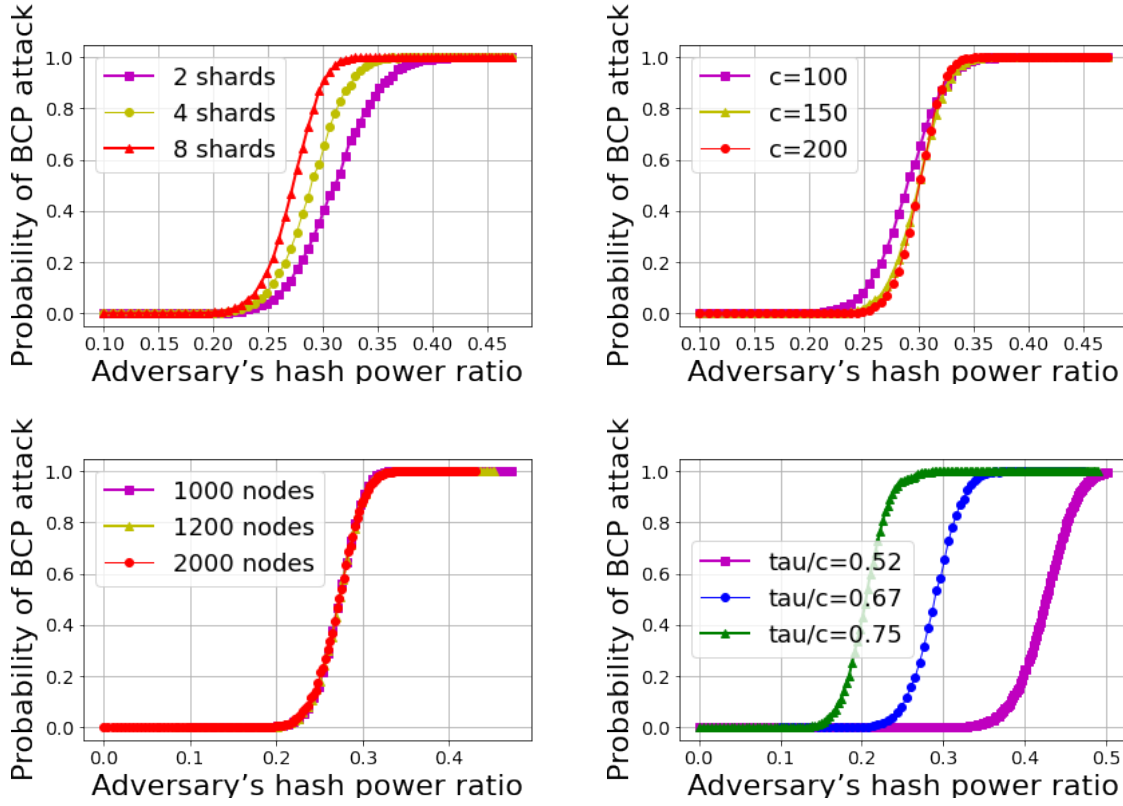 Probability of BCP attack
1.0
0.8
0.6
0.4
0.2
0.0
2 shards
4 shards
8 shards
0.10 0.15 0.20 0.25 0.30 0.35 0.40 0.45
Adversary's hash power ratio
Probability of BCP attack
1.0
0.8
0.6
0.4
0.2
0.0
c=100
c=150
c=200
0.10 0.15 0.20 0.25 0.30 0.35 0.40 0.45
Adversary's hash power ratio
Probability of BCP attack
1.0
0.8
0.6
0.4
0.2
0.0
1000 nodes
1200 nodes
2000 nodes
0.0 0.1 0.2 0.3 0.4
Adversary's hash power ratio
Probability of BCP attack
1.0
0.8
0.6
0.4
0.2
0.0
tau/c=0.52
tau/c=0.67
tau/c=0.75
0.0 0.1 0.2 0.3 0.4 0.5
Adversary's hash power ratio